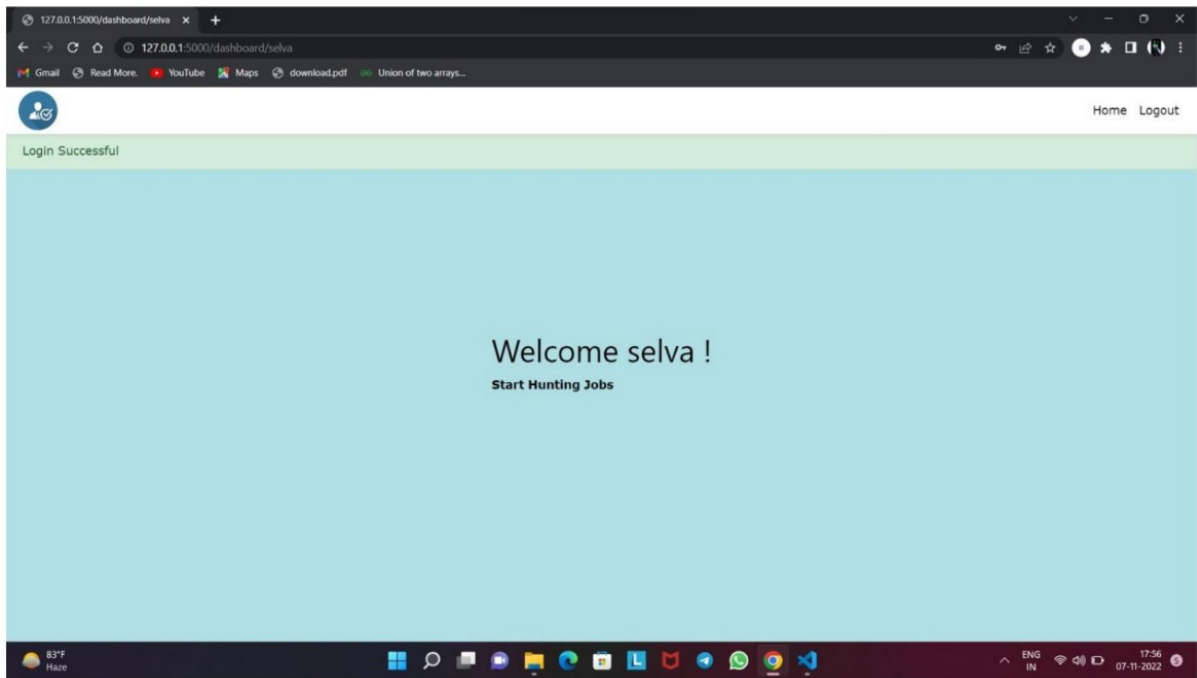 127.0.0.1:5000/dashboard/selva
127.0.0.1:5000/dashboard/selva
Gmail Read More. YouTube Maps download.pdf Union of two arrays...
Home Logout
Login Successful
Welcome selva !
Start Hunting Jobs
83°F
Haze
ENG
IN
17:56
07-11-2022